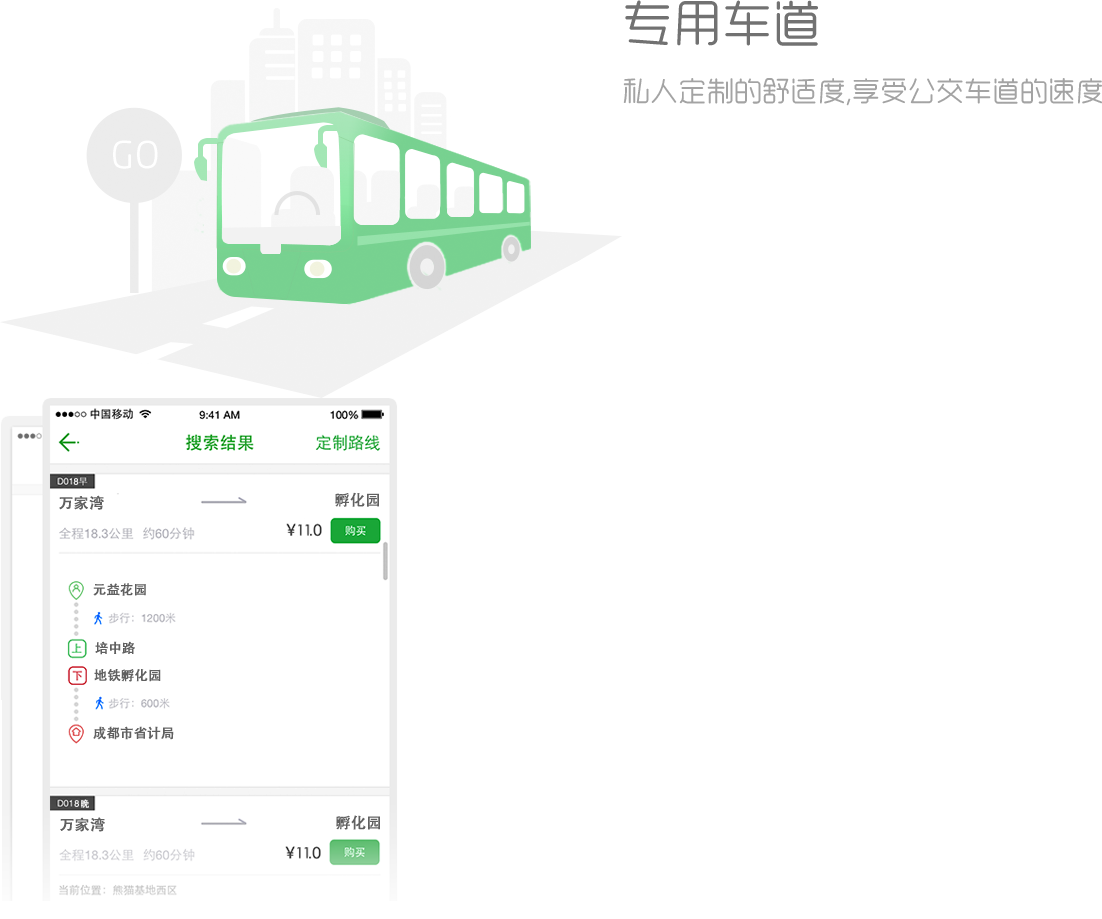 专用车道
私人定制的舒适度,享受公交车道的速度
GO
中国移动 9:41 AM 100%
搜索结果 定制路线
D018早
万家湾 孵化园
全程18.3公里 约60分钟 ¥11.0 购买
元益花园
步行：1200米
上 培中路
下 地铁孵化园
步行：600米
成都市省计局
D018晚
万家湾 孵化园
全程18.3公里 约60分钟 ¥11.0 购买
当前位置：熊猫基地西区